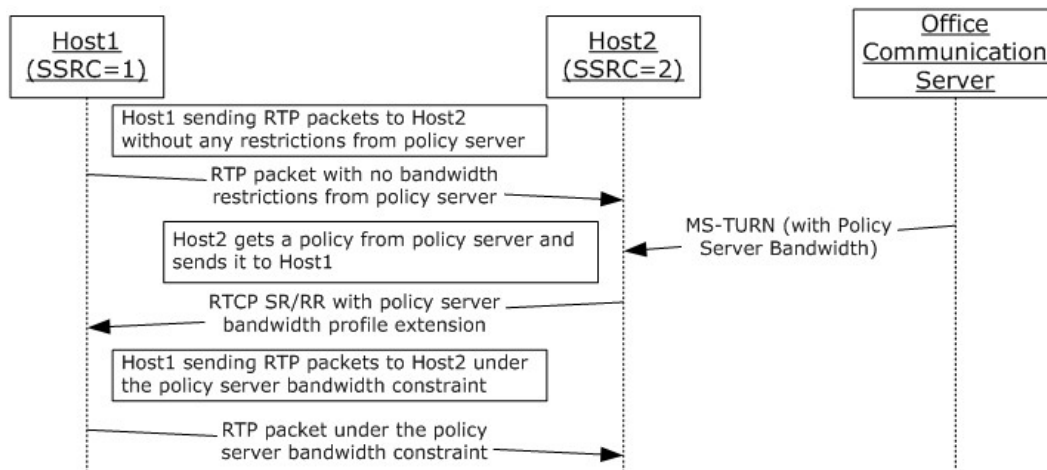 Host1
(SSRC=1)
Host2
(SSRC=2)
Office
Communication
Server
Host1 sending RTP packets to Host2
without any restrictions from policy server
RTP packet with no bandwidth
restrictions from policy server
MS-TURN (with Policy
Server Bandwidth)
Host2 gets a policy from policy server and
sends it to Host1
RTCP SR/RR with policy server
bandwidth profile extension
Host1 sending RTP packets to Host2 under
the policy server bandwidth constraint
RTP packet under the policy
server bandwidth constraint